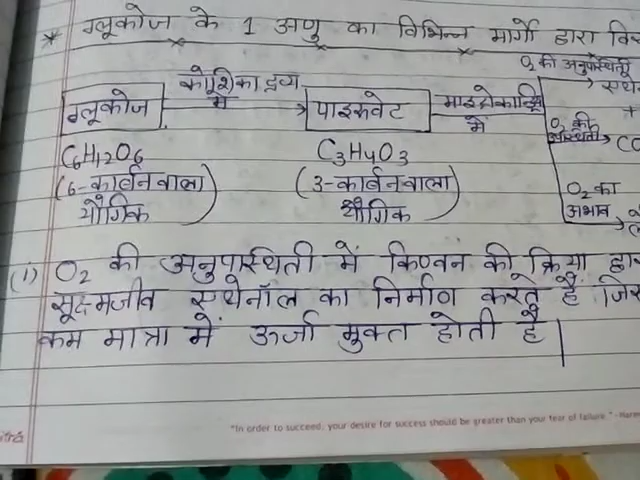 * ग्लूकोज के 1 अणु का विभिन्न मार्गों द्वारा
O₂ की अनुपस्थिती
ग्लूकोज कोशिका द्रव्य में पाइरूवेट माइटोकान्ड्रिया में
O₂ की उपस्थिती
C₆H₁₂O₆ C₃H₄O₃
(6-कार्बन वाला यौगिक) (3-कार्बन वाला यौगिक)
O₂ का अभाव
(1) O₂ की अनुपास्थिती में किण्वन की क्रिया
सूक्ष्मजीव एथेनॉल का निर्माण करते हैं
कम मात्रा में ऊर्जा मुक्त होती है |
"In order to succeed, your desire for success should be greater than your fear of failure."